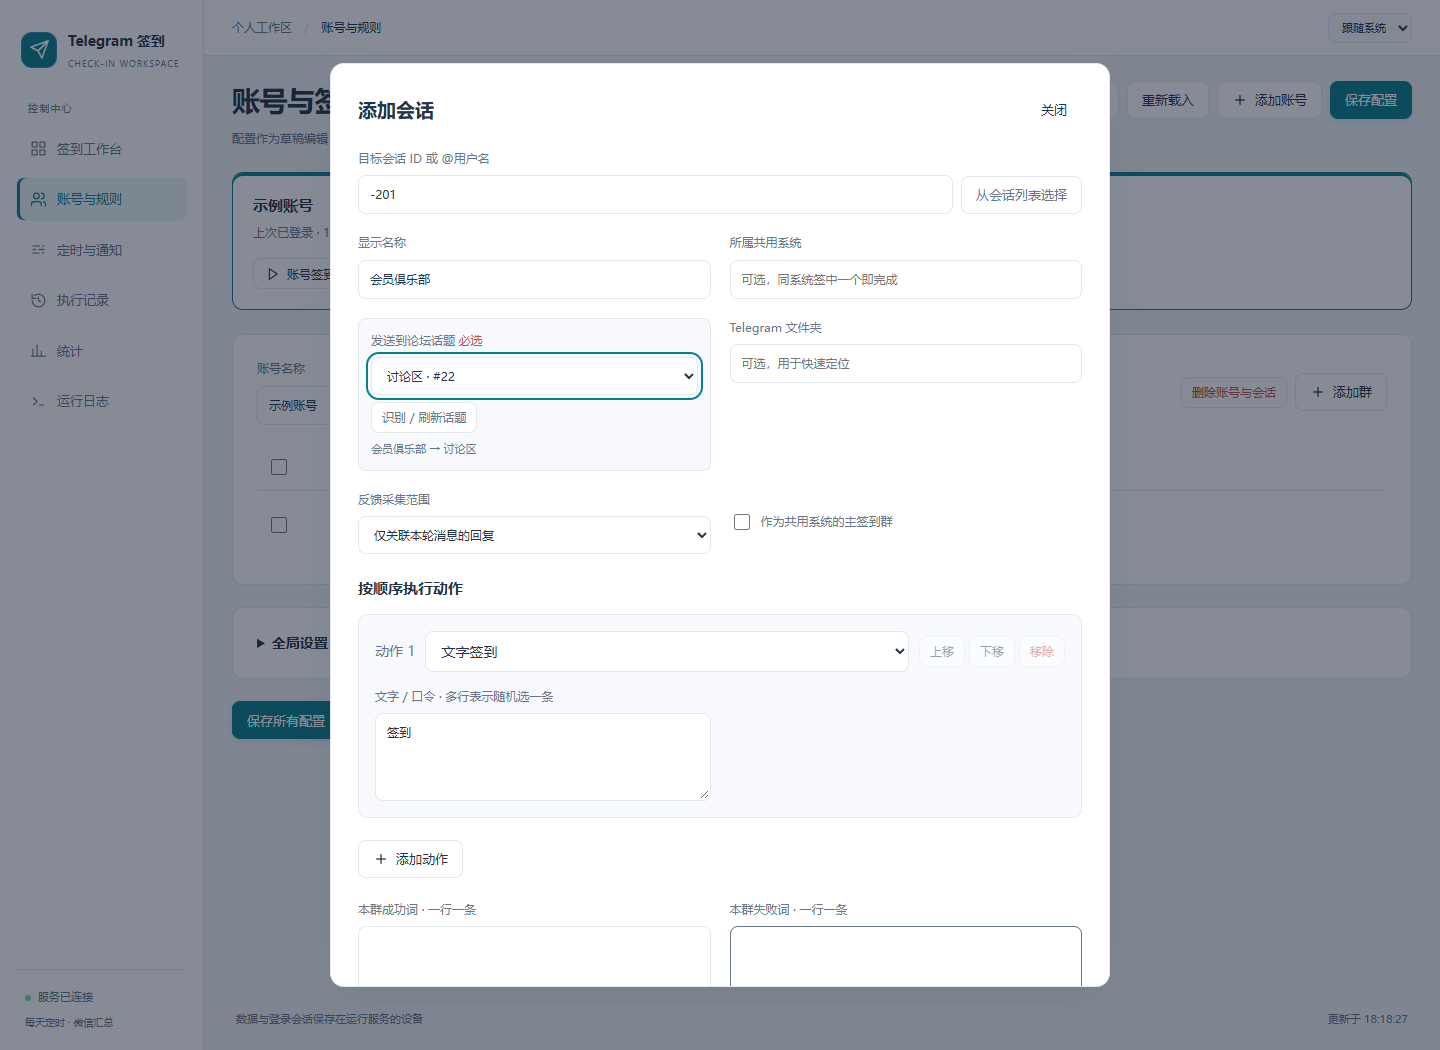 Telegram 签到
CHECK-IN WORKSPACE
控制中心
签到工作台
账号与规则
定时与通知
执行记录
统计
运行日志
服务已连接
每天定时 · 微信汇总
个人工作区 / 账号与规则
跟随系统
账号与签
配置作为草稿编辑
重新载入
+ 添加账号
保存配置
示例账号
上次已登录 · 1
账号签到
账号名称
示例账号
删除账号与会话
+ 添加群
全局设置
保存所有配置
数据与登录会话保存在运行服务的设备
更新于 18:18:27
添加会话
关闭
目标会话 ID 或 @用户名
-201
从会话列表选择
显示名称
所属共用系统
会员俱乐部
可选，同系统签中一个即完成
发送到论坛话题 必选
Telegram 文件夹
讨论区 · #22
可选，用于快速定位
识别 / 刷新话题
会员俱乐部 → 讨论区
反馈采集范围
仅关联本轮消息的回复
作为共用系统的主签到群
按顺序执行动作
动作 1
文字签到
上移
下移
移除
文字 / 口令 · 多行表示随机选一条
签到
+ 添加动作
本群成功词 · 一行一条
本群失败词 · 一行一条